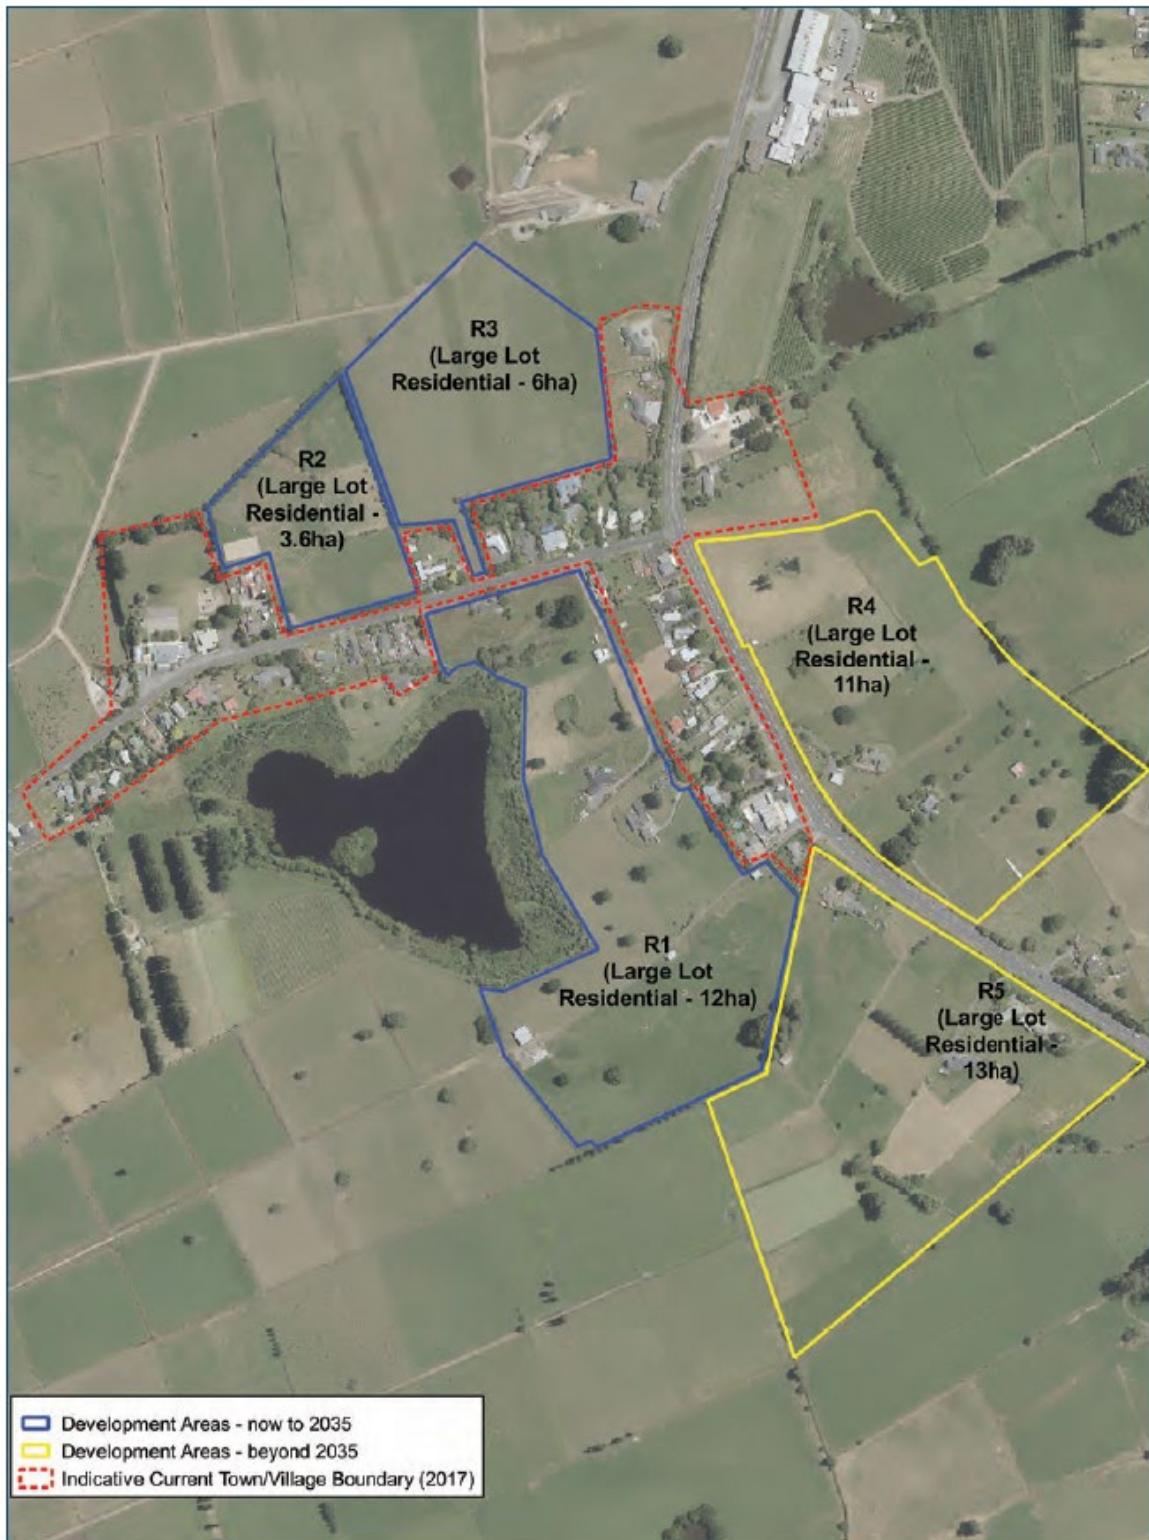 R3
(Large Lot
Residential - 6ha)
R2
(Large Lot
Residential -
3.6ha)
R4
(Large Lot
Residential -
11ha)
R1
(Large Lot
Residential - 12ha)
R5
(Large Lot
Residential -
13ha)
Development Areas - now to 2035
Development Areas - beyond 2035
Indicative Current Town/Village Boundary (2017)